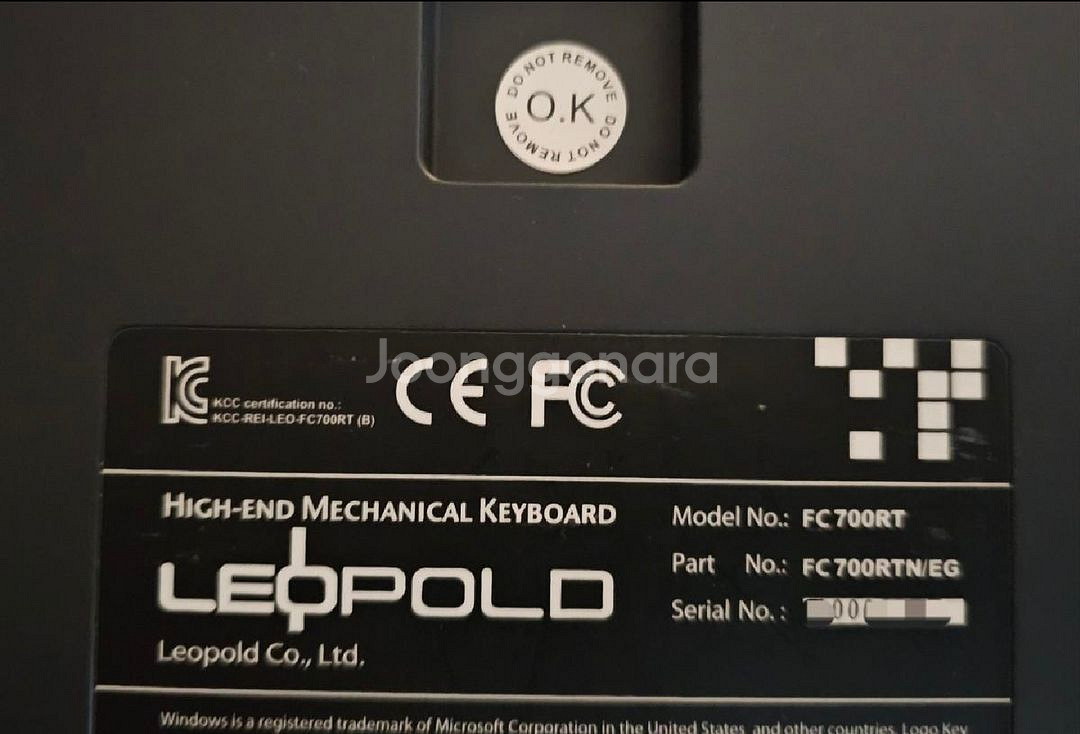 DO NOT REMOVE DO NOT REMOVE
O.K
Joonggonara
KCC certification no.:
KCC-REI-LEO-FC700RT (B)
CE FC
HIGH-END MECHANICAL KEYBOARD
LEOPOLD
Leopold Co., Ltd.
Model No.: FC700RT
Part No.: FC700RTN/EG
Serial No.:
Windows is a registered trademark of Microsoft Corporation in the United States, and other countries. Logo Key